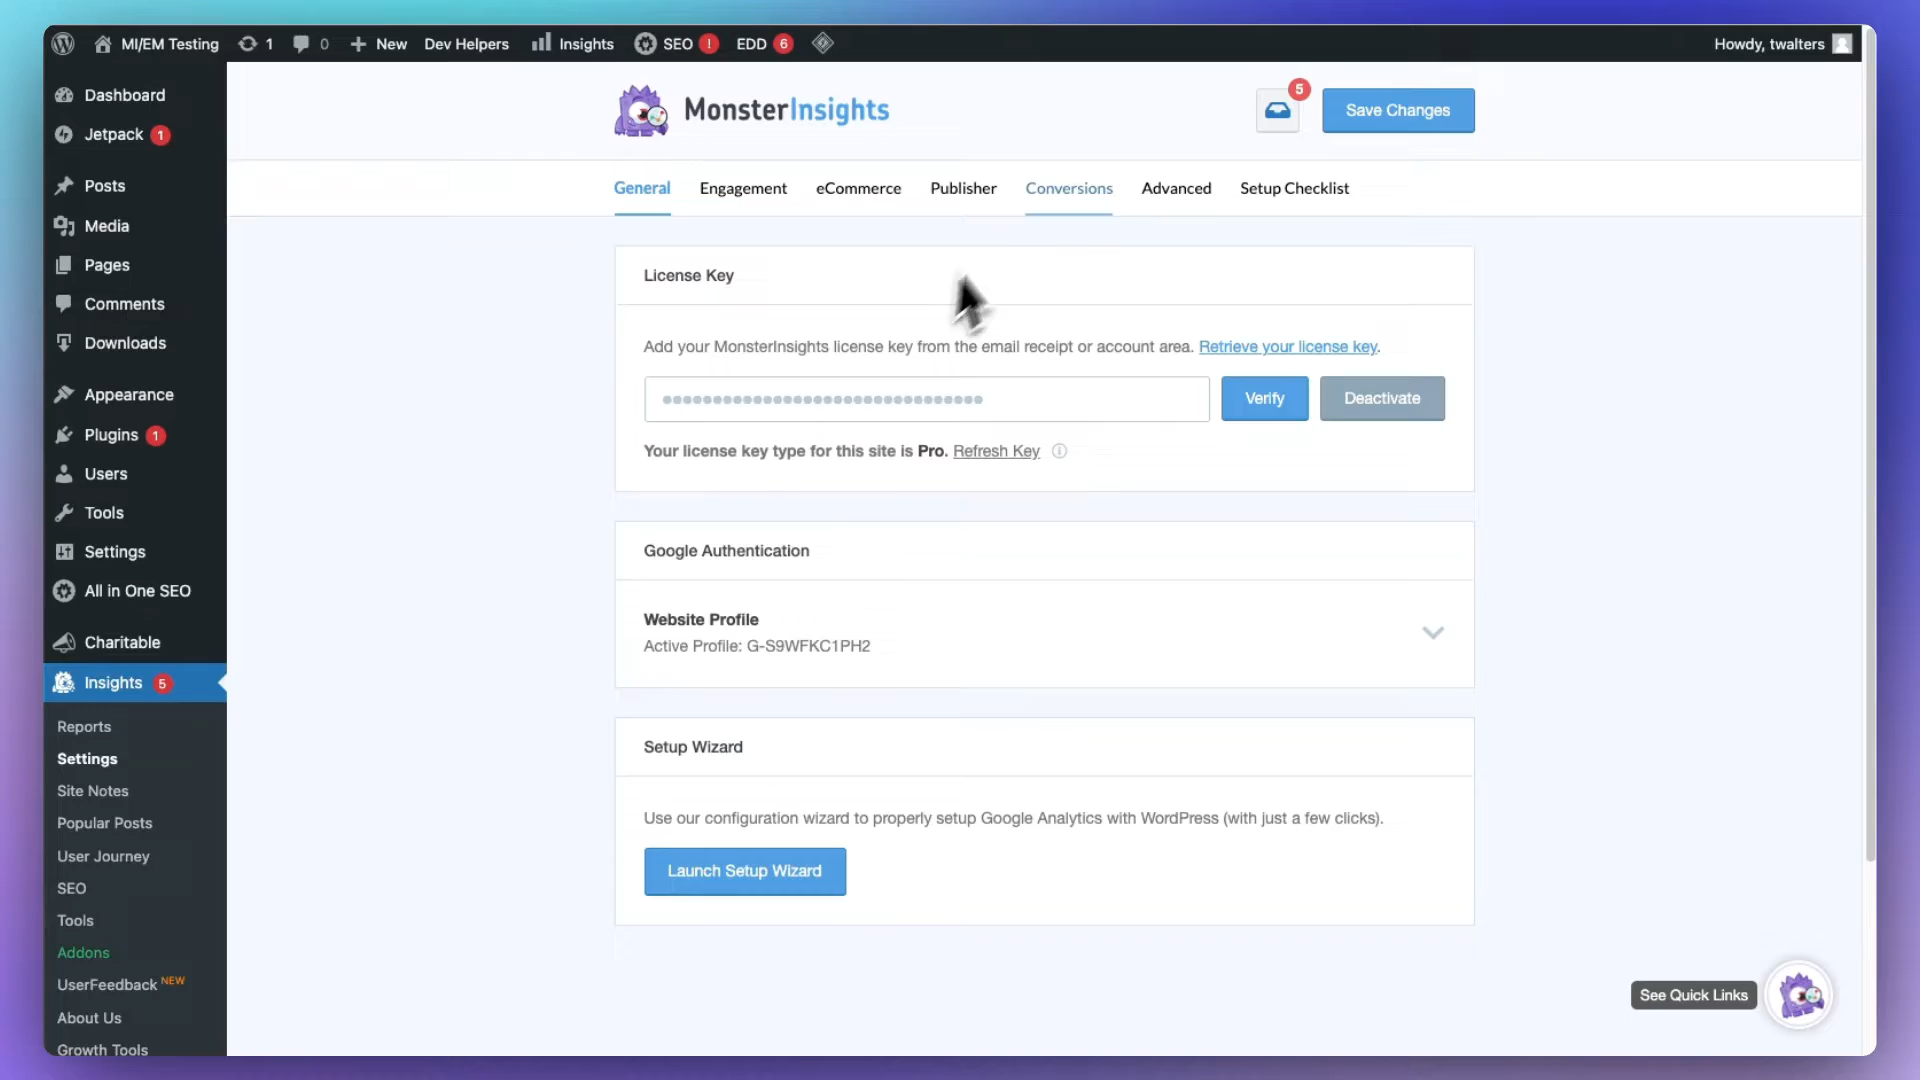 MI/EM Testing 1 0 New Dev Helpers Insights SEO ! EDD 6 Howdy, twalters
Dashboard
Jetpack 1
Posts
Media
Pages
Comments
Downloads
Appearance
Plugins 1
Users
Tools
Settings
All in One SEO
Charitable
Insights 5
Reports
Settings
Site Notes
Popular Posts
User Journey
SEO
Tools
Addons
UserFeedback NEW
About Us
Growth Tools
MonsterInsights
5
Save Changes
General Engagement eCommerce Publisher Conversions Advanced Setup Checklist
License Key
Add your MonsterInsights license key from the email receipt or account area. Retrieve your license key.
Verify Deactivate
Your license key type for this site is Pro. Refresh Key
Google Authentication
Website Profile
Active Profile: G-S9WFKC1PH2
Setup Wizard
Use our configuration wizard to properly setup Google Analytics with WordPress (with just a few clicks).
Launch Setup Wizard
See Quick Links